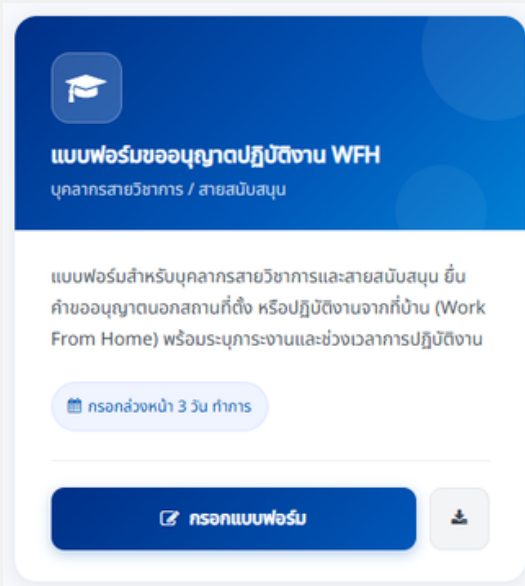 แบบฟอร์มขออนุญาตปฏิบัติงาน WFH
บุคลากรสายวิชาการ / สายสนับสนุน
แบบฟอร์มสำหรับบุคลากรสายวิชาการและสายสนับสนุน ยื่น
คำขออนุญาตนอกสถานที่ตั้ง หรือปฏิบัติงานจากที่บ้าน (Work
From Home) พร้อมระบุภาระงานและช่วงเวลาการปฏิบัติงาน
กรอกล่วงหน้า 3 วัน ทำการ
กรอกแบบฟอร์ม